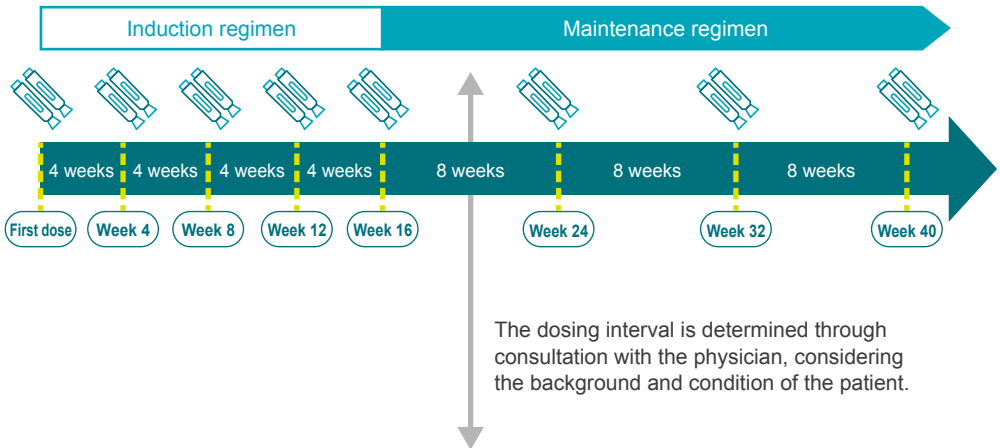 Induction regimen
Maintenance regimen
4 weeks
4 weeks
4 weeks
4 weeks
8 weeks
8 weeks
8 weeks
First dose
Week 4
Week 8
Week 12
Week 16
Week 24
Week 32
Week 40
The dosing interval is determined through
consultation with the physician, considering
the background and condition of the patient.